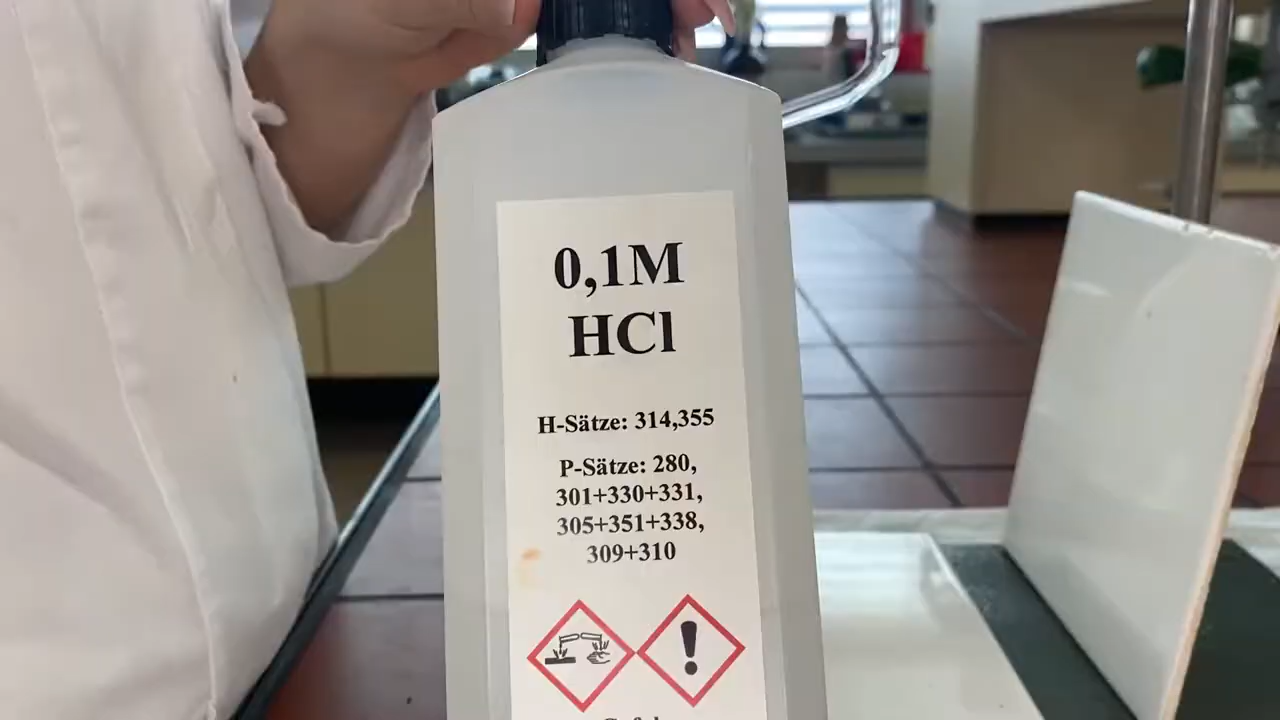 0,1M
HCl
H-Sätze: 314,355
P-Sätze: 280,
301+330+331,
305+351+338,
309+310